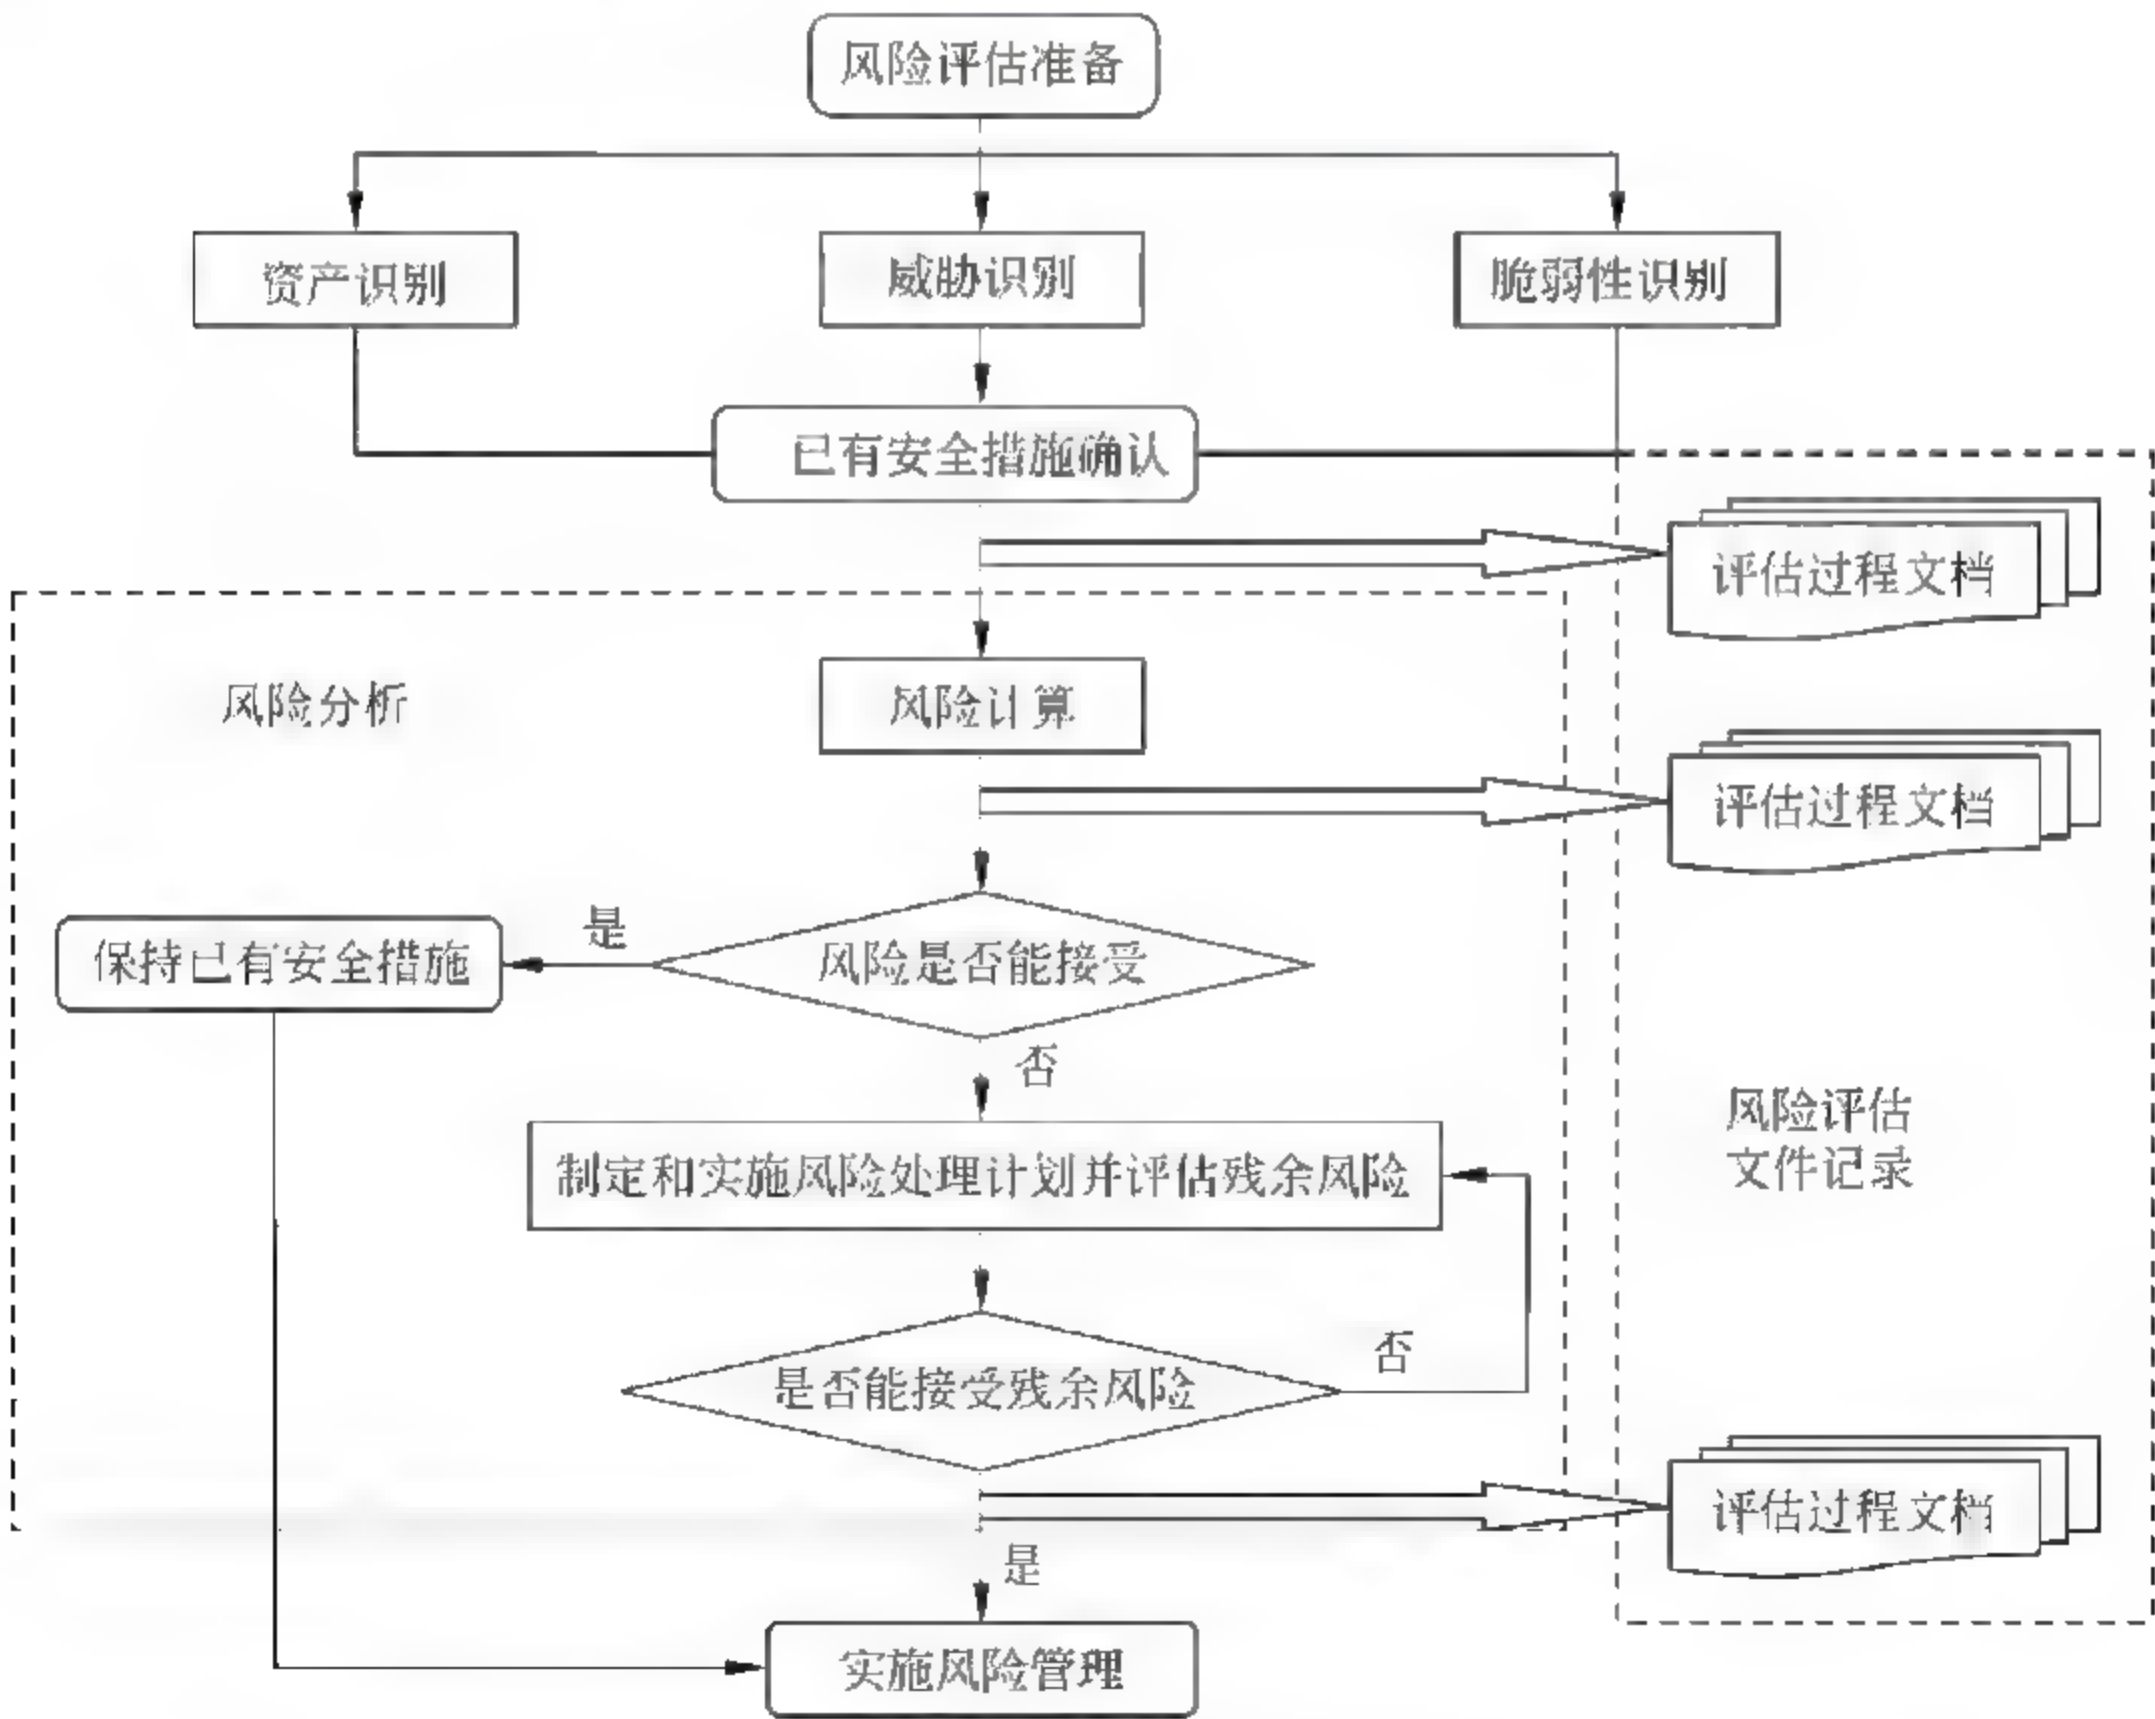 风险评估准备
资产识别
威胁识别
脆弱性识别
已有安全措施确认
评估过程文档
风险分析
风险计算
评估过程文档
是
保持已有安全措施
风险是否能接受
否
风险评估
文件记录
制定和实施风险处理计划并评估残余风险
否
是否能接受残余风险
评估过程文档
是
实施风险管理